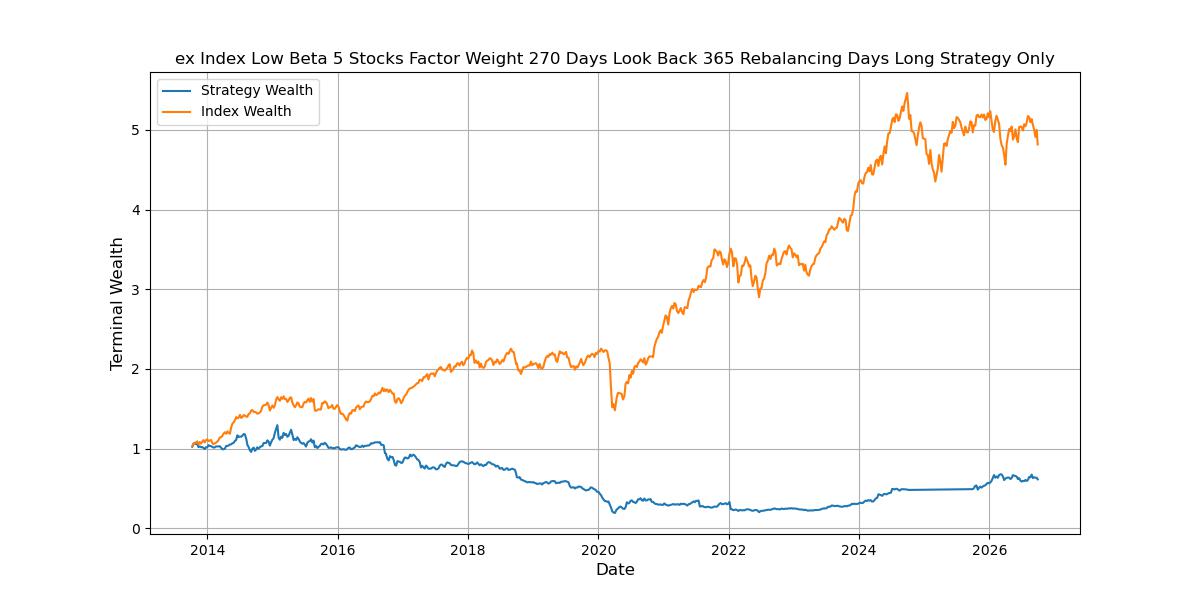 ex Index Low Beta 5 Stocks Factor Weight 270 Days Look Back 365 Rebalancing Days Long Strategy Only
Strategy Wealth
Index Wealth
Terminal Wealth
5
4
3
2
1
0
2014 2016 2018 2020 2022 2024 2026
Date